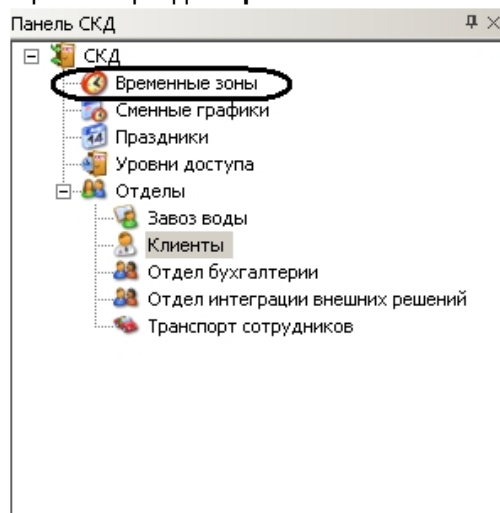 Панель СКД
СКД
Временные зоны
Сменные графики
Праздники
Уровни доступа
Отделы
Завоз воды
Клиенты
Отдел бухгалтерии
Отдел интеграции внешних решений
Транспорт сотрудников